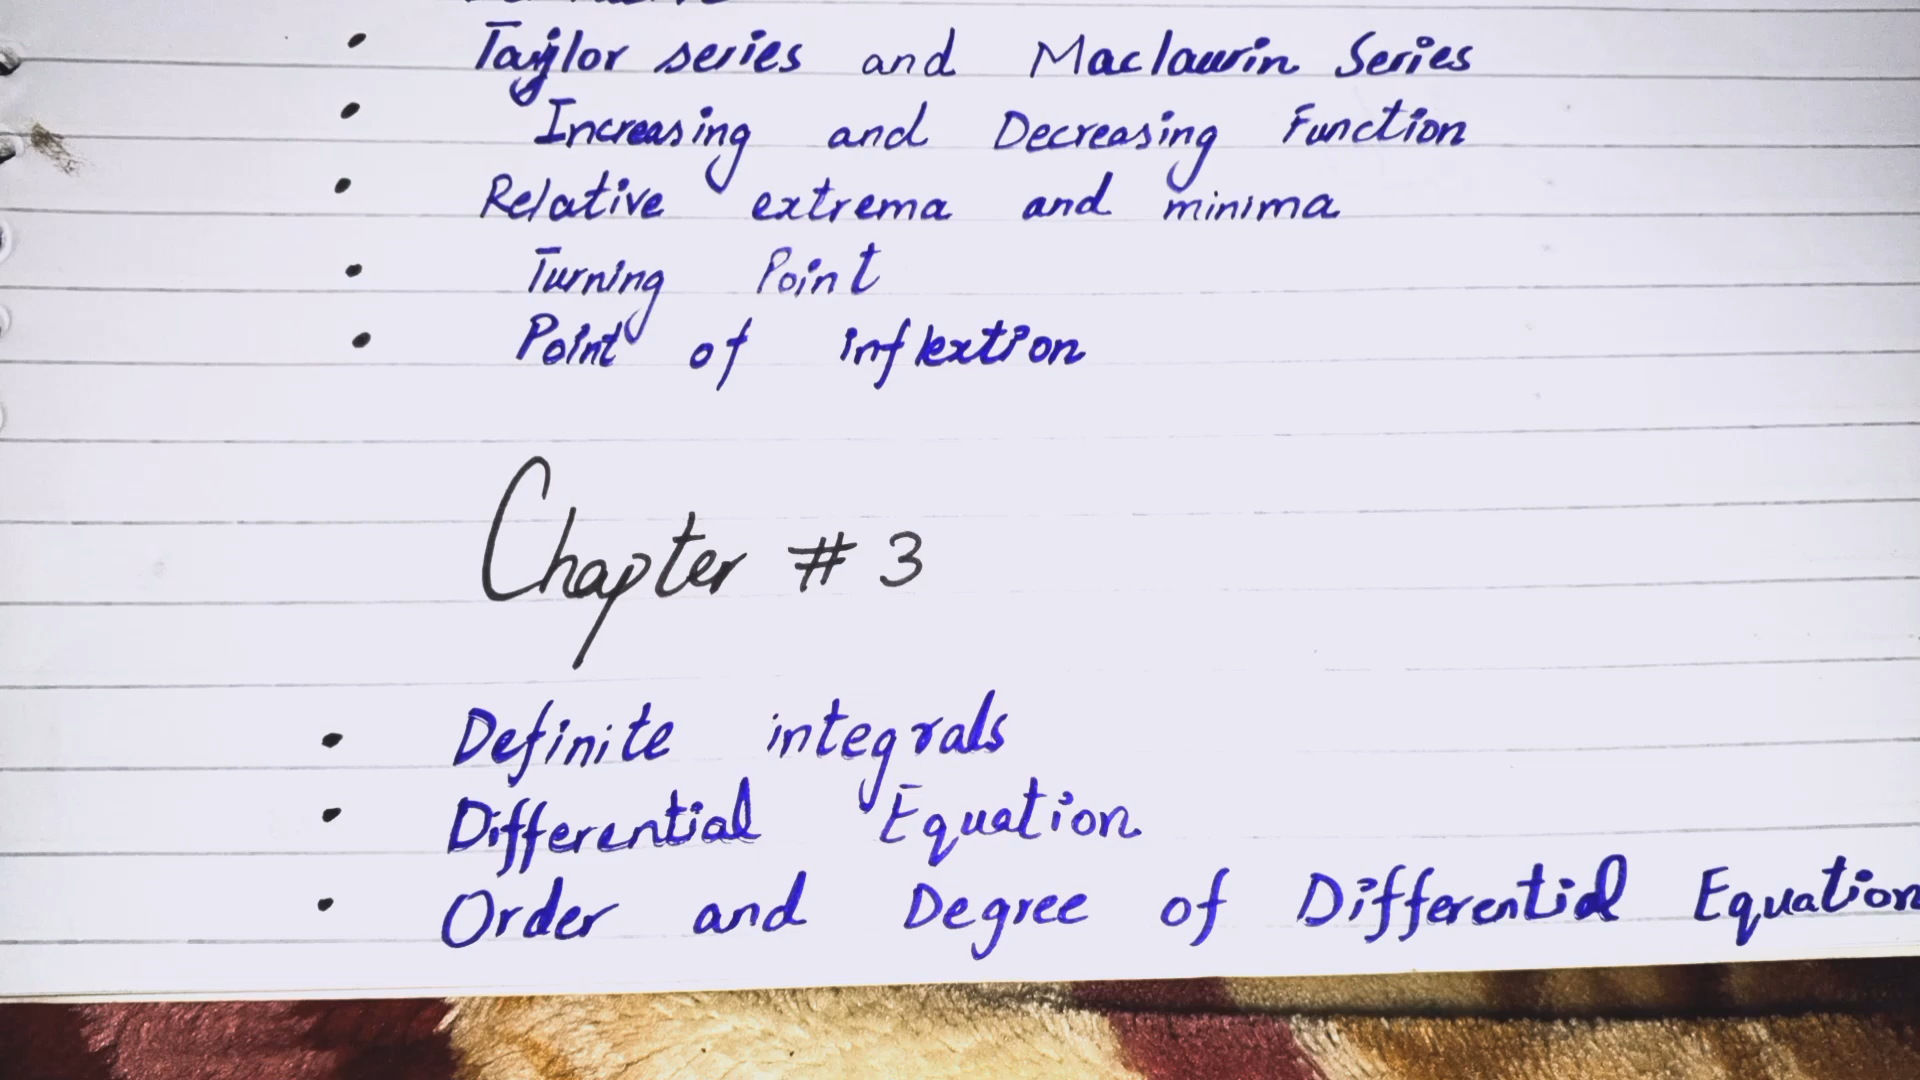 Taylor series and Maclaurin Series
Increasing and Decreasing Function
Relative extrema and minima
Turning Point
Point of inflextion
Chapter # 3
Definite integrals
Differential Equation
Order and Degree of Differential Equation